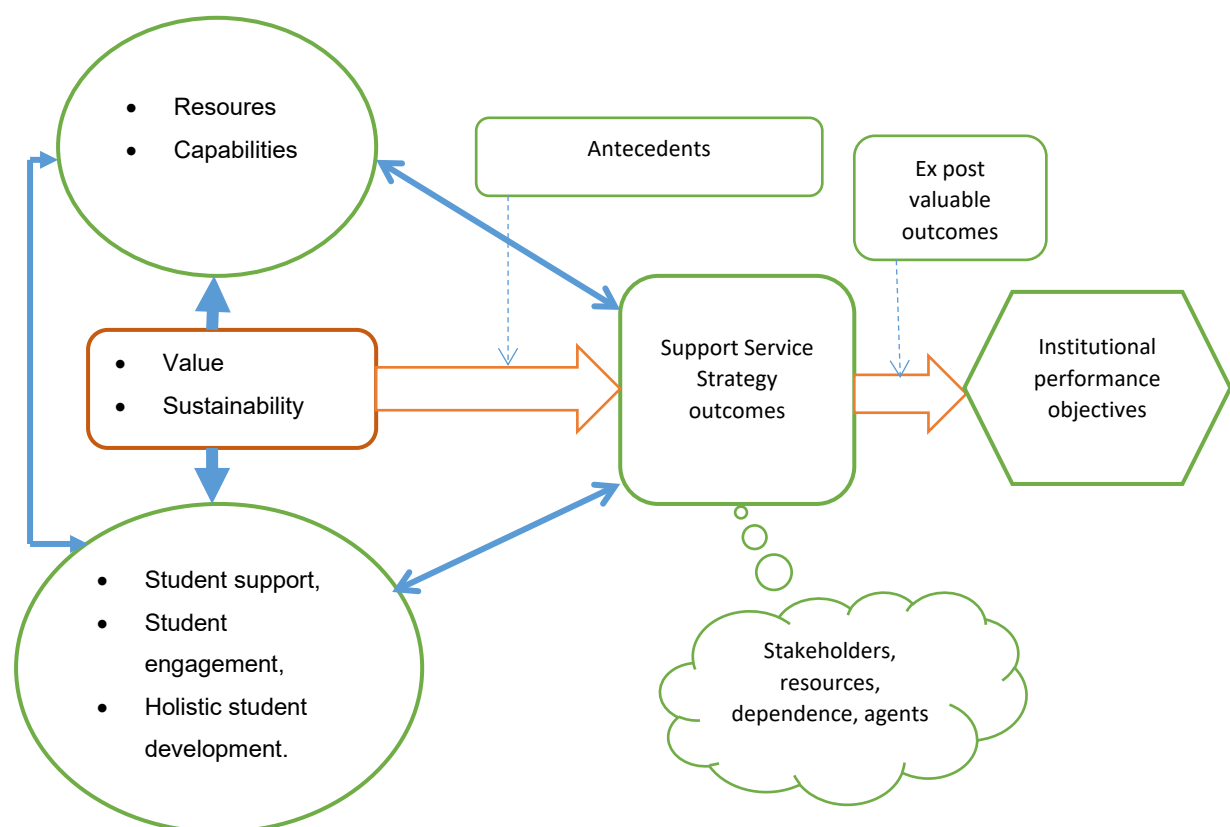 • Resoures
• Capabilities
Antecedents
Ex post
valuable
outcomes
• Value
• Sustainability
Support Service
Strategy
outcomes
Institutional
performance
objectives
• Student support,
• Student
engagement,
• Holistic student
development.
Stakeholders,
resources,
dependence, agents